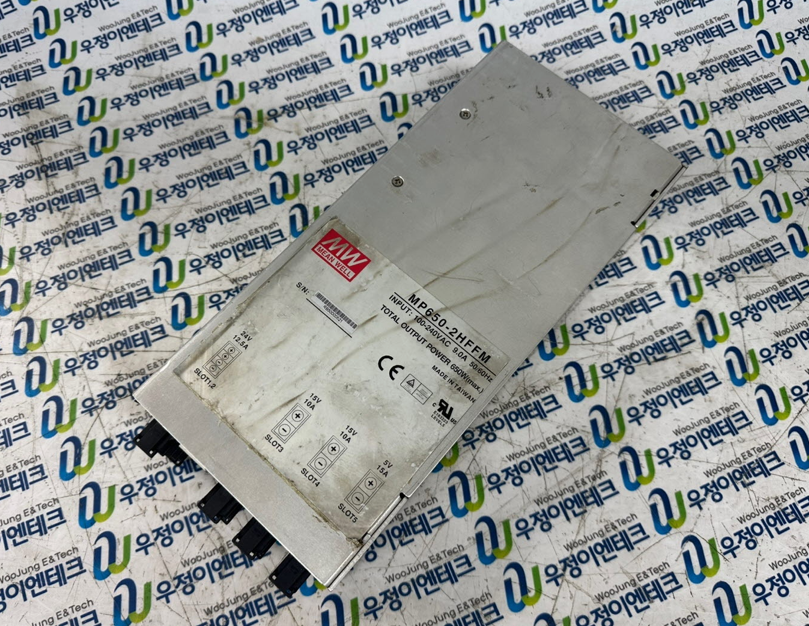 WooJung E&Tech
우정이엔테크
MW
MEAN WELL
S/N:
MP650-2HFFM
INPUT: 100-240VAC 9.0A 50/60Hz
TOTAL OUTPUT POWER 650W(max.)
MADE IN TAIWAN
CE
24V
12.5A
SLOT1,2
15V
10A
SLOT3
15V
10A
SLOT4
5V
15A
SLOT5